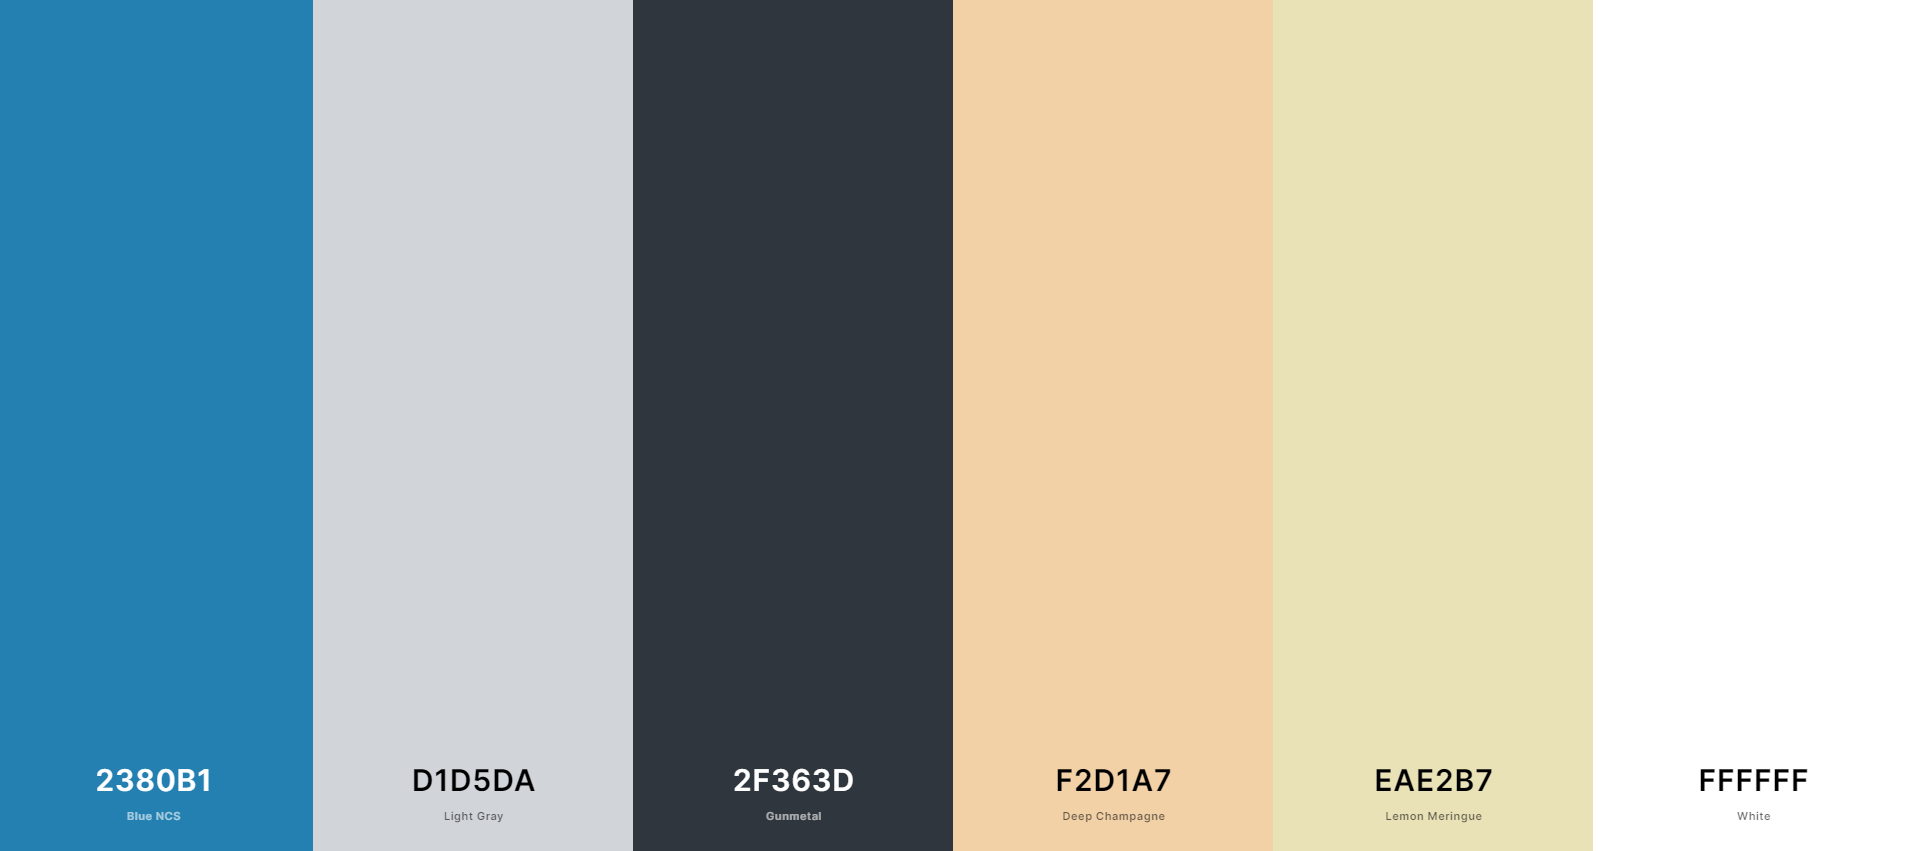 2380B1
Blue NCS
D1D5DA
Light Gray
2F363D
Gunmetal
F2D1A7
Deep Champagne
EAE2B7
Lemon Meringue
FFFFFF
White